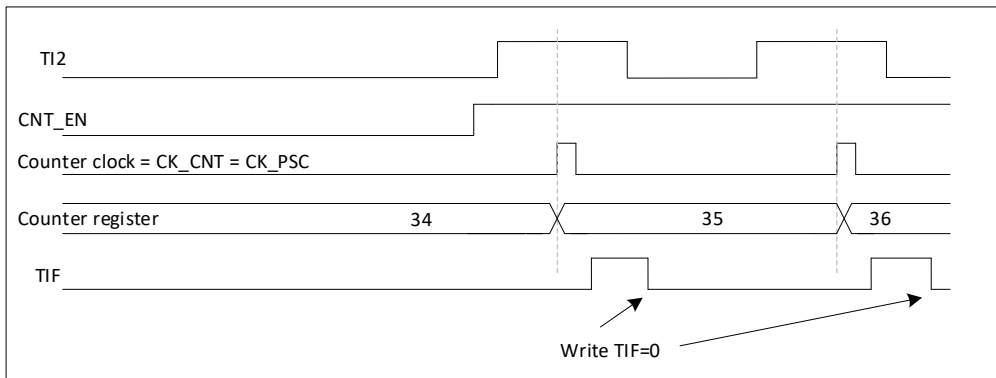 TI2
CNT_EN
Counter clock = CK_CNT = CK_PSC
Counter register 34 35 36
TIF
Write TIF=0